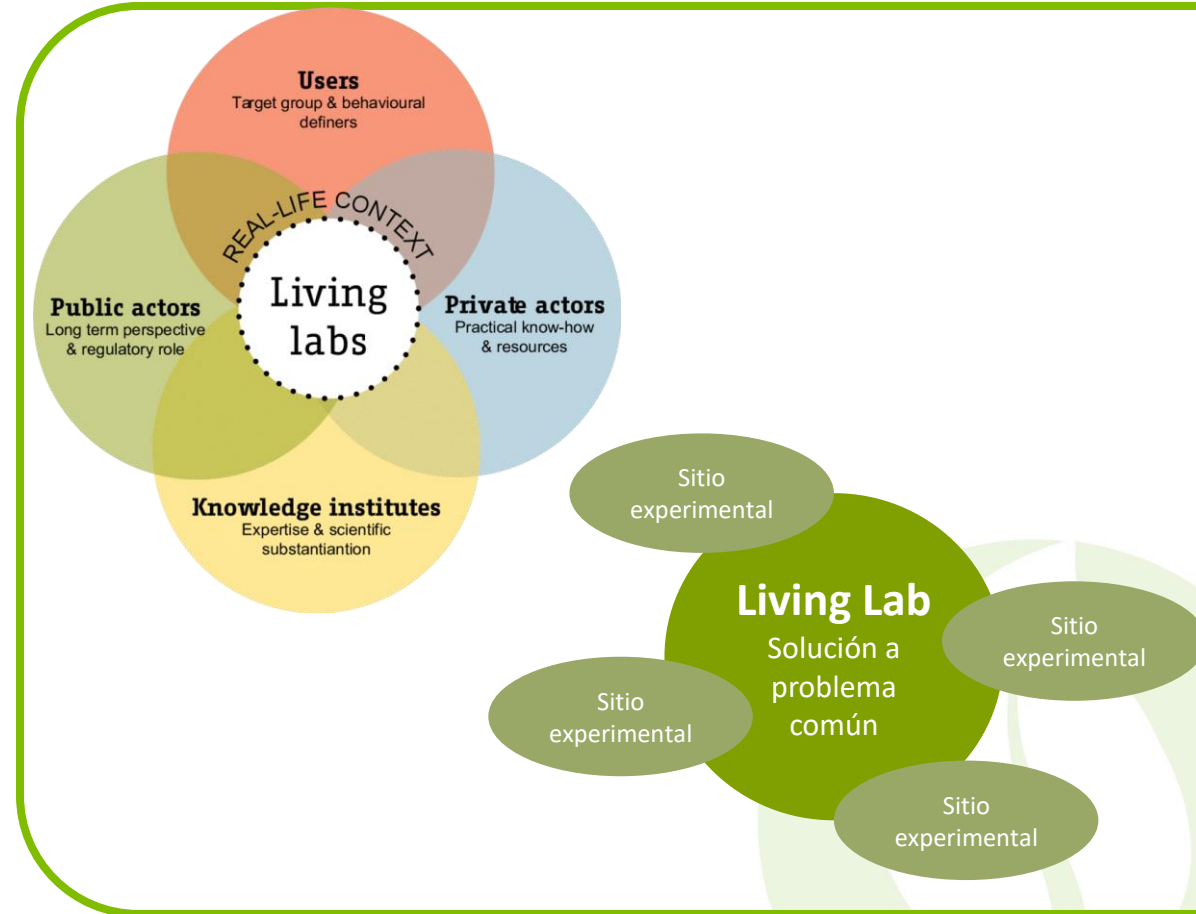 Users
Target group & behavioural
definers
REAL-LIFE CONTEXT
Living
labs
Public actors
Long term perspective
& regulatory role
Private actors
Practical know-how
& resources
Knowledge institutes
Expertise & scientific
substantiantion
Sitio
experimental
Living Lab
Solución a
problema
común
Sitio
experimental
Sitio
experimental
Sitio
experimental